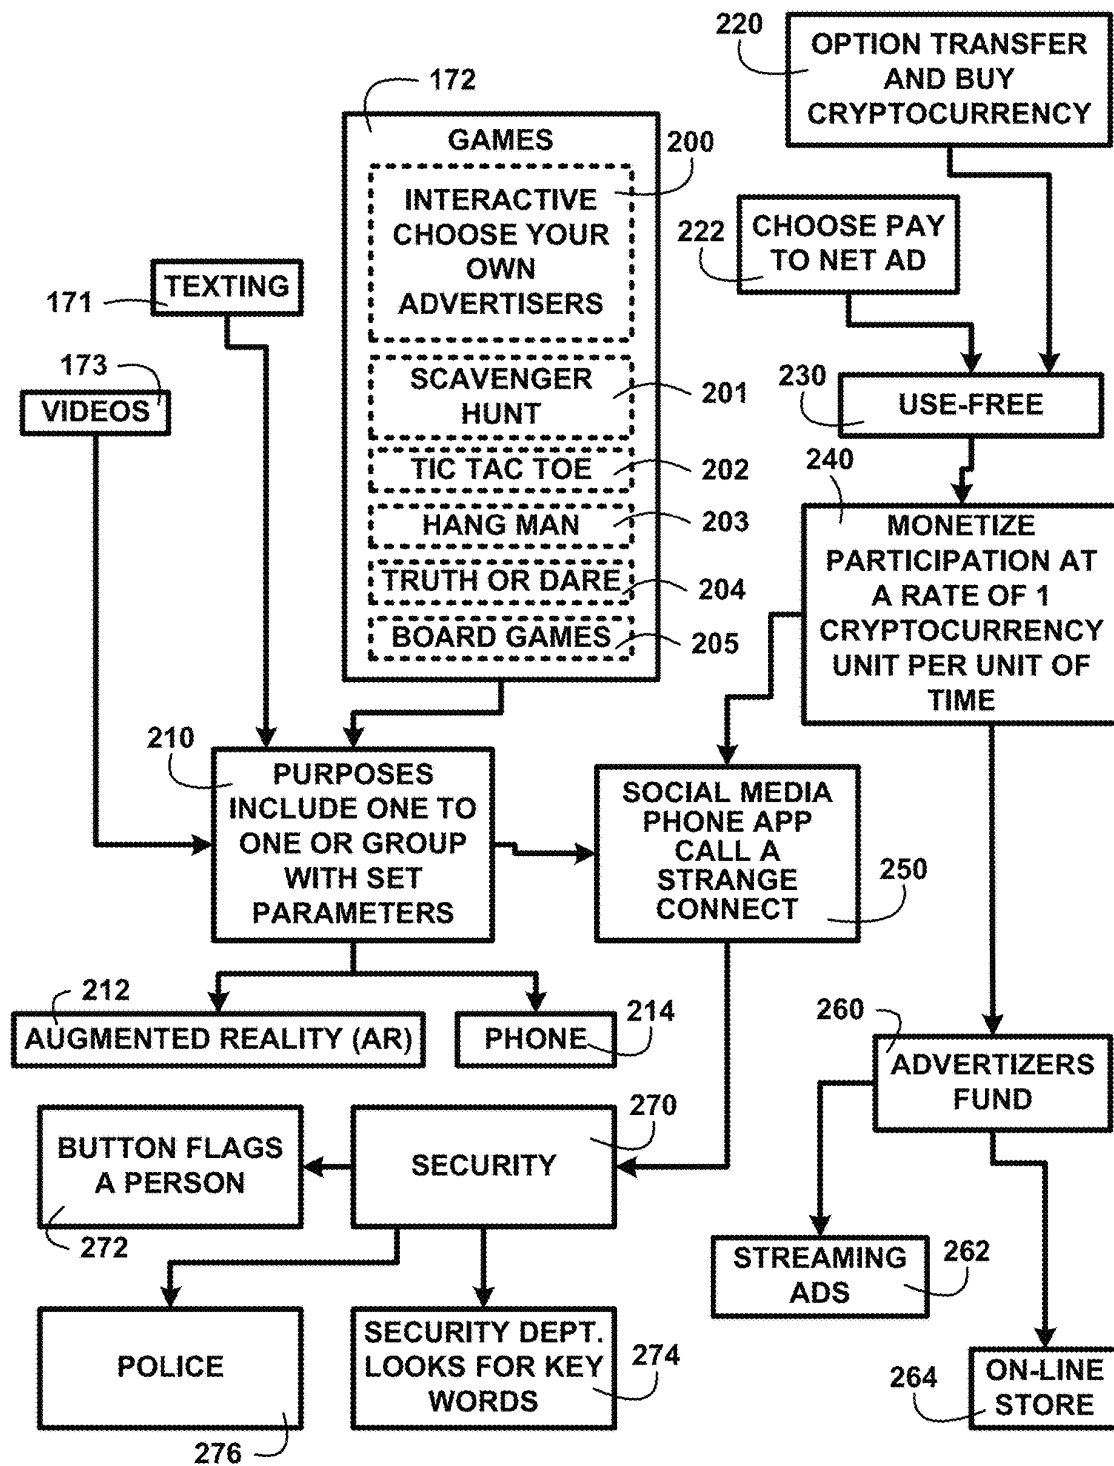 220
OPTION TRANSFER
AND BUY
CRYPTOCURRENCY
172
GAMES
200
INTERACTIVE
CHOOSE YOUR
OWN
ADVERTISERS
222
CHOOSE PAY
TO NET AD
171
TEXTING
173
VIDEOS
SCAVENGER
HUNT
201
230
USE-FREE
TIC TAC TOE
202
HANG MAN
203
TRUTH OR DARE
204
BOARD GAMES
205
240
MONETIZE
PARTICIPATION AT
A RATE OF 1
CRYPTOCURRENCY
UNIT PER UNIT OF
TIME
210
PURPOSES
INCLUDE ONE TO
ONE OR GROUP
WITH SET
PARAMETERS
SOCIAL MEDIA
PHONE APP
CALL A
STRANGE
CONNECT
250
212
AUGMENTED REALITY (AR)
PHONE
214
260
ADVERTIZERS
FUND
270
SECURITY
BUTTON FLAGS
A PERSON
272
STREAMING
ADS
262
POLICE
276
SECURITY DEPT.
LOOKS FOR KEY
WORDS
274
264
ON-LINE
STORE